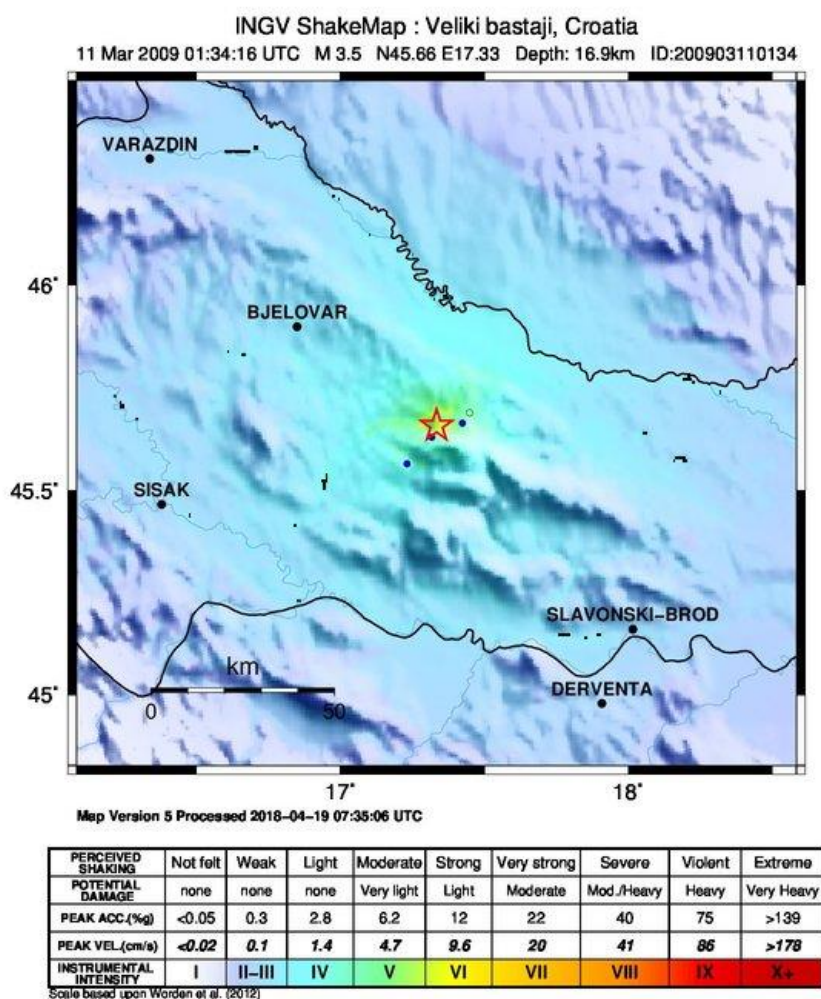 INGV ShakeMap : Veliki bastaji, Croatia
11 Mar 2009 01:34:16 UTC M 3.5 N45.66 E17.33 Depth: 16.9km ID:200903110134
VARAZDIN
46°
BJELOVAR
45.5°
SISAK
SLAVONSKI-BROD
km
DERVENTA
45°
0 50
17° 18°
Map Version 5 Processed 2018-04-19 07:35:06 UTC
PERCEIVED SHAKING Not felt Weak Light Moderate Strong Very strong Severe Violent Extreme
POTENTIAL DAMAGE none none none Very light Light Moderate Mod./Heavy Heavy Very Heavy
PEAK ACC.(%g) <0.05 0.3 2.8 6.2 12 22 40 75 >139
PEAK VEL.(cm/s) <0.02 0.1 1.4 4.7 9.6 20 41 86 >178
INSTRUMENTAL INTENSITY I II-III IV V VI VII VIII IX X+
Scale based upon Worden et al. (2012)